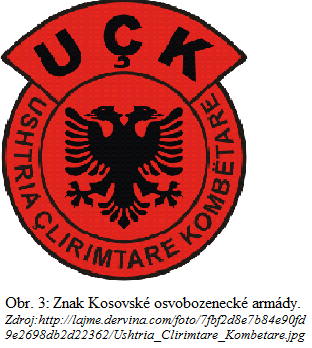 UÇK
USHTRIA ÇLIRIMTARE KOMBËTARE
Obr. 3: Znak Kosovské osvobozenecké armády.
Zdroj:http://lajme.dervina.com/foto/7fbf2d8e7b84e90fd
9e2698db2d22362/Ushtria_Clirimtare_Kombetare.jpg